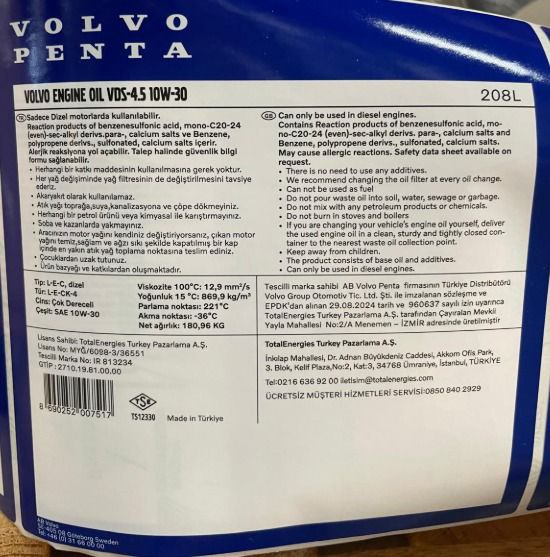 VOLVO
PENTA
VOLVO ENGINE OIL VDS-4.5 10W-30
208L
TR Sadece Dizel motorlarda kullanılabilir.
Reaction products of benzenesulfonic acid, mono-C20-24
(even)-sec-alkyl derivs.para-, calcium salts ve Benzene,
polypropene derivs., sulfonated, calcium salts içerir.
Alerjik reaksiyona yol açabilir. Talep halinde güvenlik bilgi
formu sağlanabilir.
• Herhangi bir katkı maddesinin kullanılmasına gerek yoktur.
• Her yağ değişiminde yağ filtresinin de değiştirilmesini tavsiye
ederiz.
• Akaryakıt olarak kullanılamaz.
• Atık yağı toprağa,suya,kanalizasyona ve çöpe dökmeyiniz.
• Herhangi bir petrol ürünü veya kimyasal ile karıştırmayınız.
• Soba ve kazanlarda yakmayınız.
• Aracınızın motor yağını kendiniz değiştiriyorsanız, çıkan motor
yağını temiz,sağlam ve ağzı sıkı şekilde kapatılmış bir kap
içinde en yakın atık yağ toplama noktasına teslim ediniz.
• Çocuklardan uzak tutunuz.
• Ürün bazyağı ve katkılardan oluşmaktadır.
GB Can only be used in diesel engines.
Contains Reaction products of benzenesulfonic acid, mo-
no-C20-24 (even)-sec-alkyl derivs. para-, calcium salts and
Benzene, polypropene derivs., sulfonated, calcium salts.
May cause allergic reactions. Safety data sheet available on
request.
• There is no need to use any additives.
• We recommend changing the oil filter at every oil change.
• Can not be used as fuel
• Do not pour waste oil into soil, water, sewage or garbage.
• Do not mix with any petroleum products or chemicals.
• Do not burn in stoves and boilers
• If you are changing your vehicle's engine oil yourself, deliver
the used engine oil in a clean, sturdy and tightly closed con-
tainer to the nearest waste oil collection point.
• Keep away from children.
• The product consists of base oil and additives.
• Can only be used in diesel engines.
Tip: L-E-C, dizel
Tür: L-E-CK-4
Cins: Çok Dereceli
Çeşit: SAE 10W-30
Viskozite 100°C: 12,9 mm²/s
Yoğunluk 15 °C: 869,9 kg/m³
Parlama noktası: 221°C
Akma noktası: -36°C
Net ağırlık: 180,96 KG
Tescilli marka sahibi AB Volvo Penta firmasının Türkiye Distribütörü
Volvo Group Otomotiv Tic. Ltd. Şti. ile imzalanan sözleşme ve
EPDK'dan alınan 29.08.2024 tarih ve 960637 sayılı izin uyarınca
TotalEnergies Turkey Pazarlama A.Ş. tarafından Çayıralan Mevkii
Yayla Mahallesi No:2/A Menemen – İZMİR adresinde üretilmiştir
Lisans Sahibi: TotalEnergies Turkey Pazarlama A.Ş.
Lisans No: MYĞ/6098-3/36551
Tescilli Marka No IR 813234
GTİP : 2710.19.81.00.00
8 690252 007517
TSE
TS12330
Made in Türkiye
TotalEnergies Turkey Pazarlama A.Ş.
İnkılap Mahallesi, Dr. Adnan Büyükdeniz Caddesi, Akkom Ofis Park,
3. Blok, Kelif Plaza,No:2, Kat:3, 34768 Ümraniye, İstanbul, TÜRKİYE
Tel:0216 636 92 00 iletisim@totalenergies.com
ÜCRETSİZ MÜŞTERİ HİZMETLERİ SERVİSİ:0850 840 2929
AB Volvo
SE-405 08 Göteborg Sweden
Tel: +46 (0) 31 66 00 00